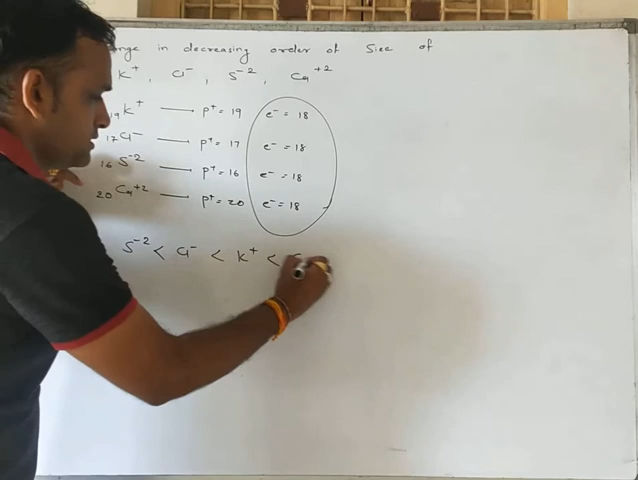 nge in decreasing order of Size of
K⁺, Cl⁻, S⁻², Ca⁺²
19K⁺ — p⁺ = 19 e⁻ = 18
17Cl⁻ — p⁺ = 17 e⁻ = 18
16S⁻² — p⁺ = 16 e⁻ = 18
20Ca⁺² — p⁺ = 20 e⁻ = 18
S⁻² < Cl⁻ < K⁺ <